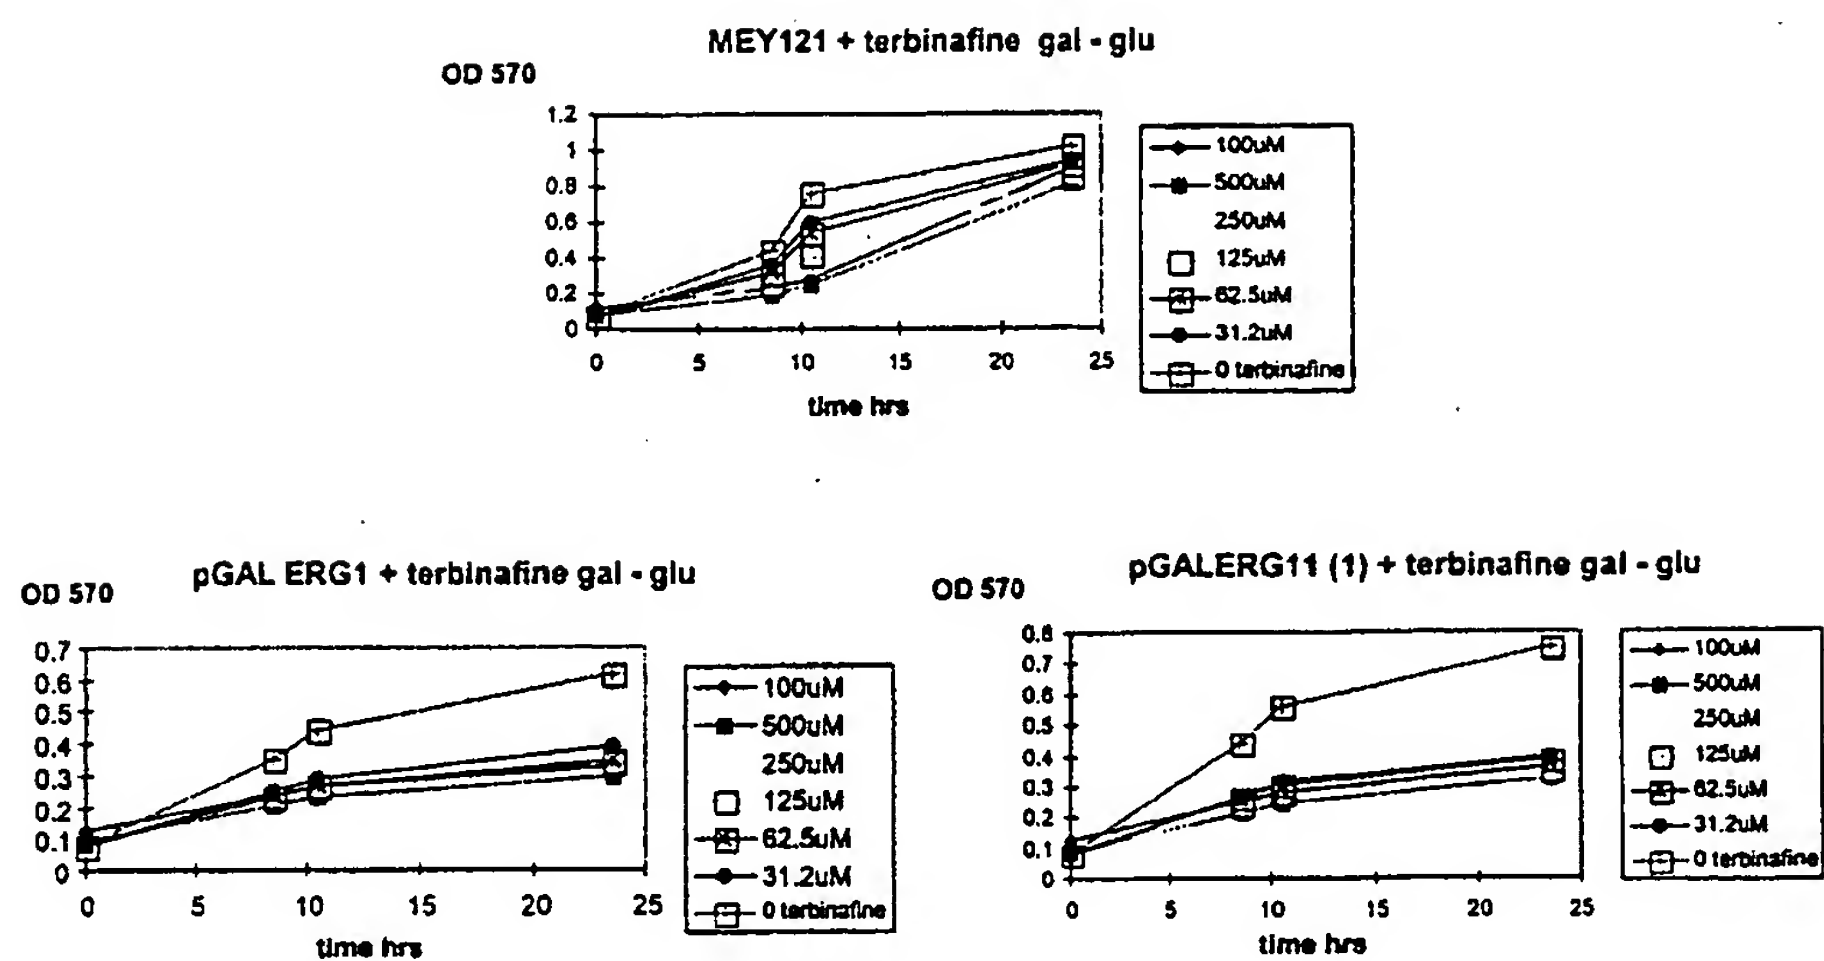 MEY121 + terbinafine gal - glu
OD 570
1.2
1
0.8
0.6
0.4
0.2
0
0 5 10 15 20 25
time hrs
100uM
500uM
250uM
125uM
62.5uM
31.2uM
0 terbinafine
pGAL ERG1 + terbinafine gal - glu
OD 570
0.7
0.6
0.5
0.4
0.3
0.2
0.1
0
0 5 10 15 20 25
time hrs
100uM
500uM
250uM
125uM
62.5uM
31.2uM
0 terbinafine
pGALERG11 (1) + terbinafine gal - glu
OD 570
0.8
0.7
0.6
0.5
0.4
0.3
0.2
0.1
0
0 5 10 15 20 25
time hrs
100uM
500uM
250uM
125uM
62.5uM
31.2uM
0 terbinafine